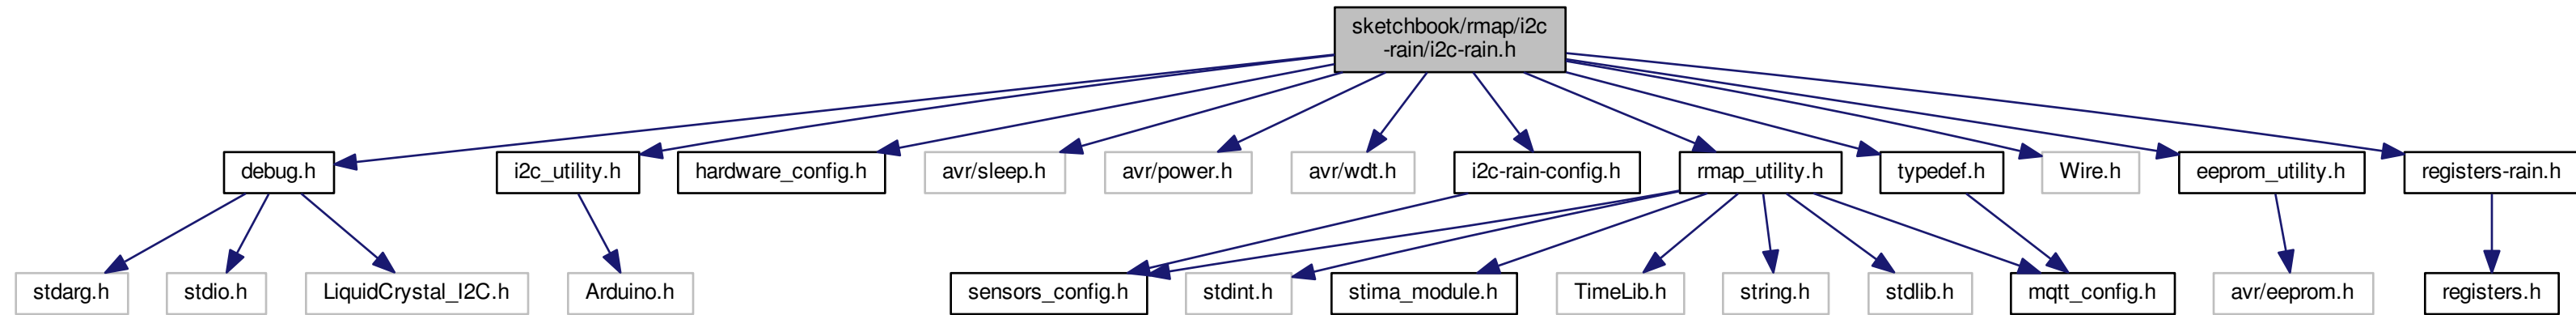 sketchbook/rmap/i2c
-rain/i2c-rain.h
debug.h
i2c_utility.h
hardware_config.h
avr/sleep.h
avr/power.h
avr/wdt.h
i2c-rain-config.h
rmap_utility.h
typedef.h
Wire.h
eeprom_utility.h
registers-rain.h
stdarg.h
stdio.h
LiquidCrystal_I2C.h
Arduino.h
sensors_config.h
stdint.h
stima_module.h
TimeLib.h
string.h
stdlib.h
mqtt_config.h
avr/eeprom.h
registers.h